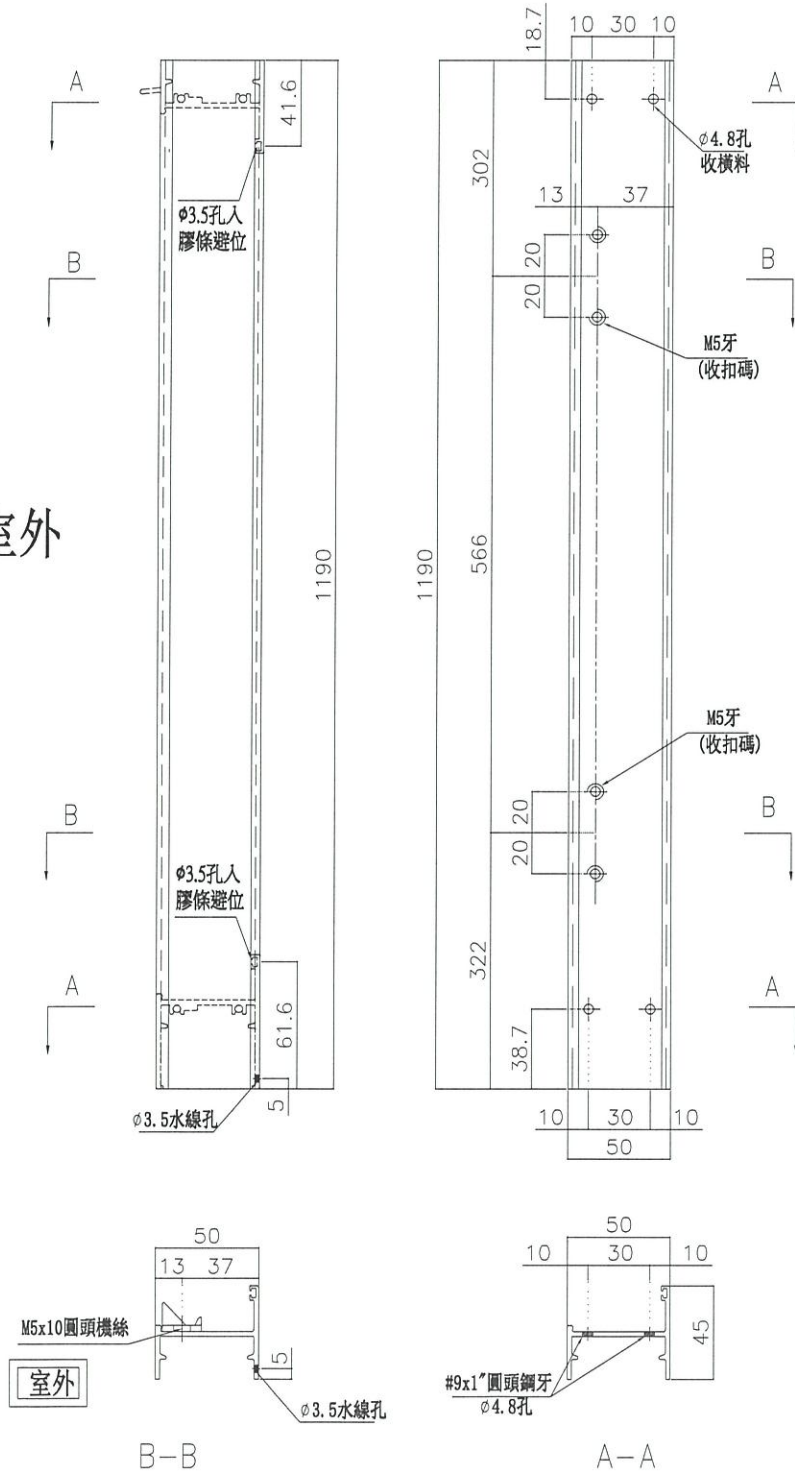 10 30 10
18.7
A
A
41.6
φ4.8孔
收橫料
302
13 37
φ3.5孔入
膠條避位
B
20
20
B
M5牙
(收扣碼)
室外
1190
1190
566
M5牙
(收扣碼)
B
20
20
B
φ3.5孔入
膠條避位
322
A
61.6
38.7
A
5
φ3.5水線孔
10 30 10
50
50
13 37
M5x10圓頭機絲
5
室外
φ3.5水線孔
B-B
50
10 30 10
45
#9x1"圓頭鋼牙
φ4.8孔
A-A